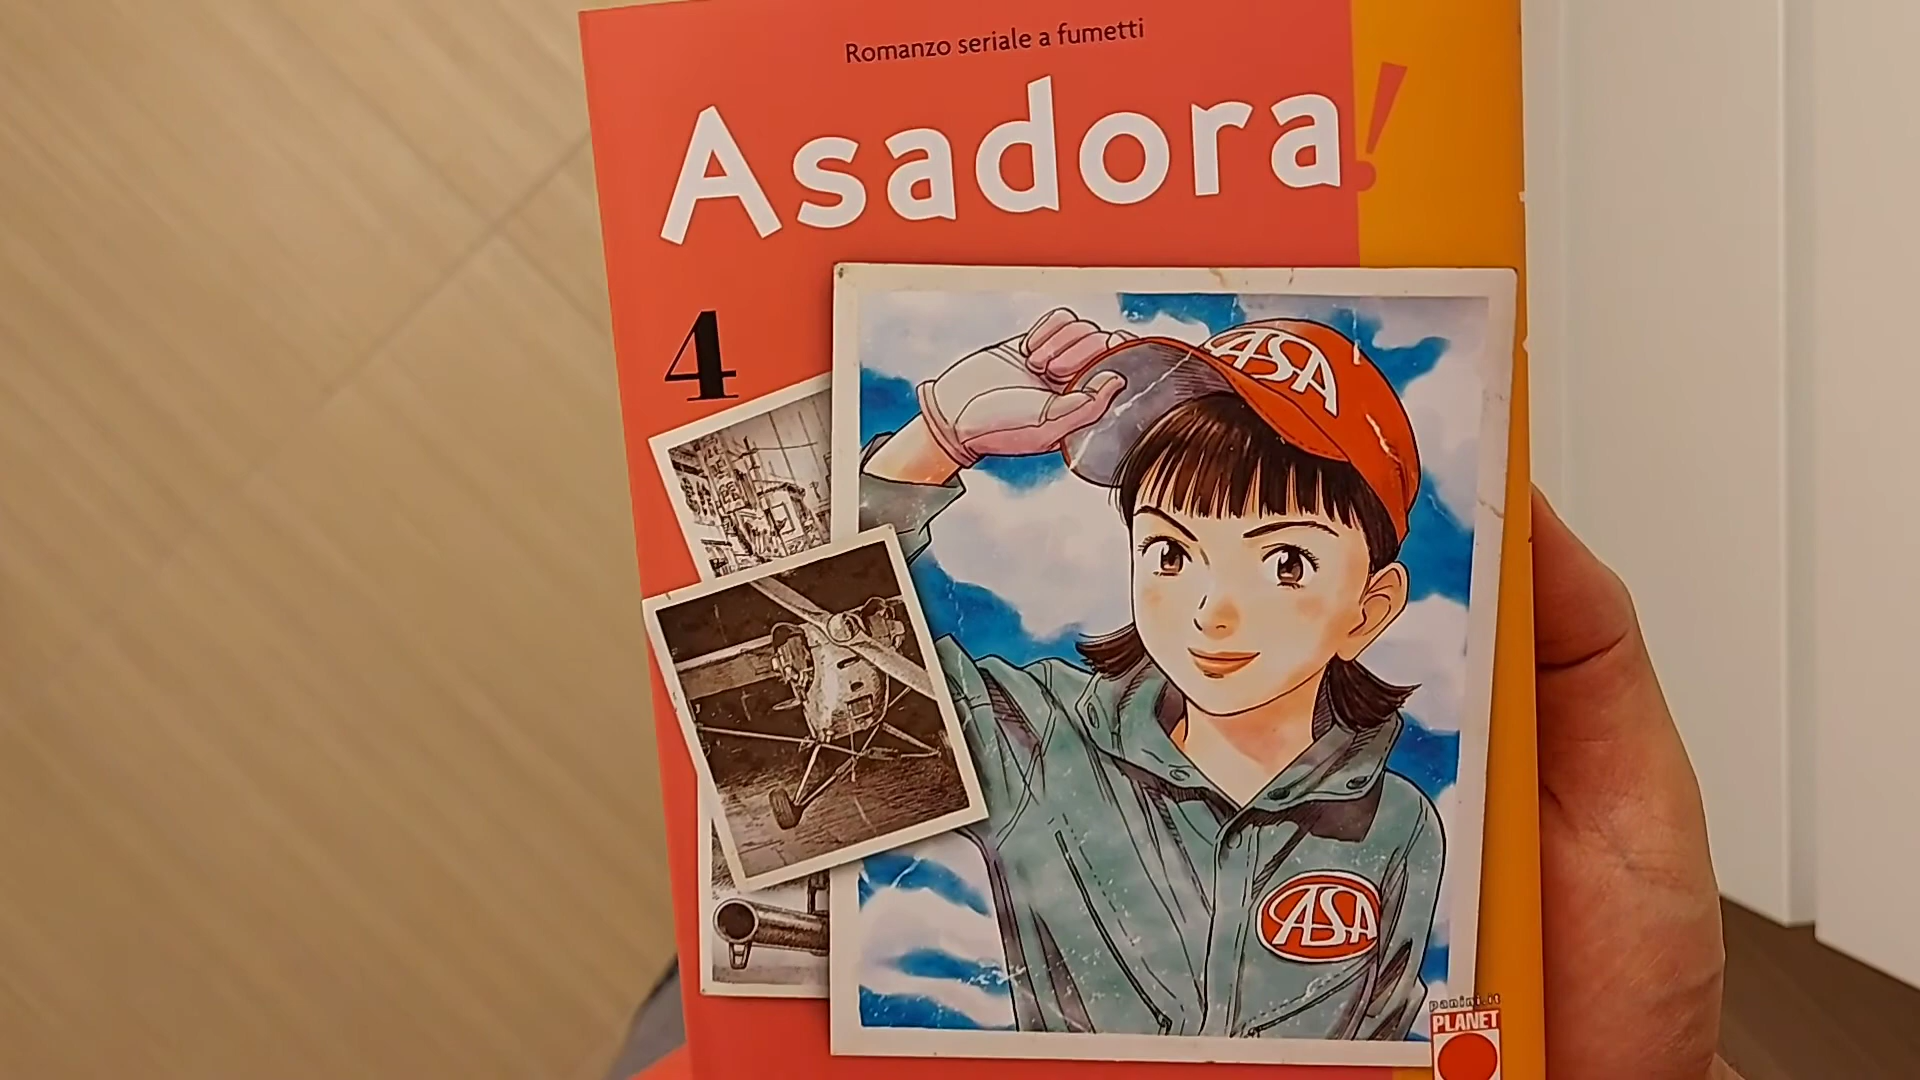 Romanzo seriale a fumetti
Asadora!
4
ASA
ASA
panini.it
PLANET